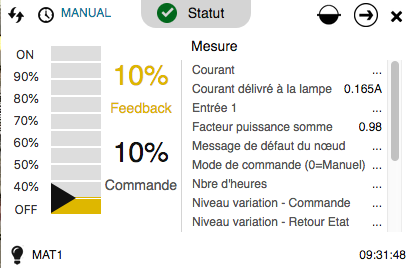 MANUAL
Statut
ON
90%
80%
70%
60%
50%
40%
OFF
10%
Feedback
10%
Commande
Mesure
Courant ...
Courant délivré à la lampe 0.165A
Entrée 1 ...
Facteur puissance somme 0.98
Message de défaut du nœud ...
Mode de commande (0=Manuel) ...
Nbre d'heures ...
Niveau variation - Commande ...
Niveau variation - Retour Etat ...
MAT1
09:31:48